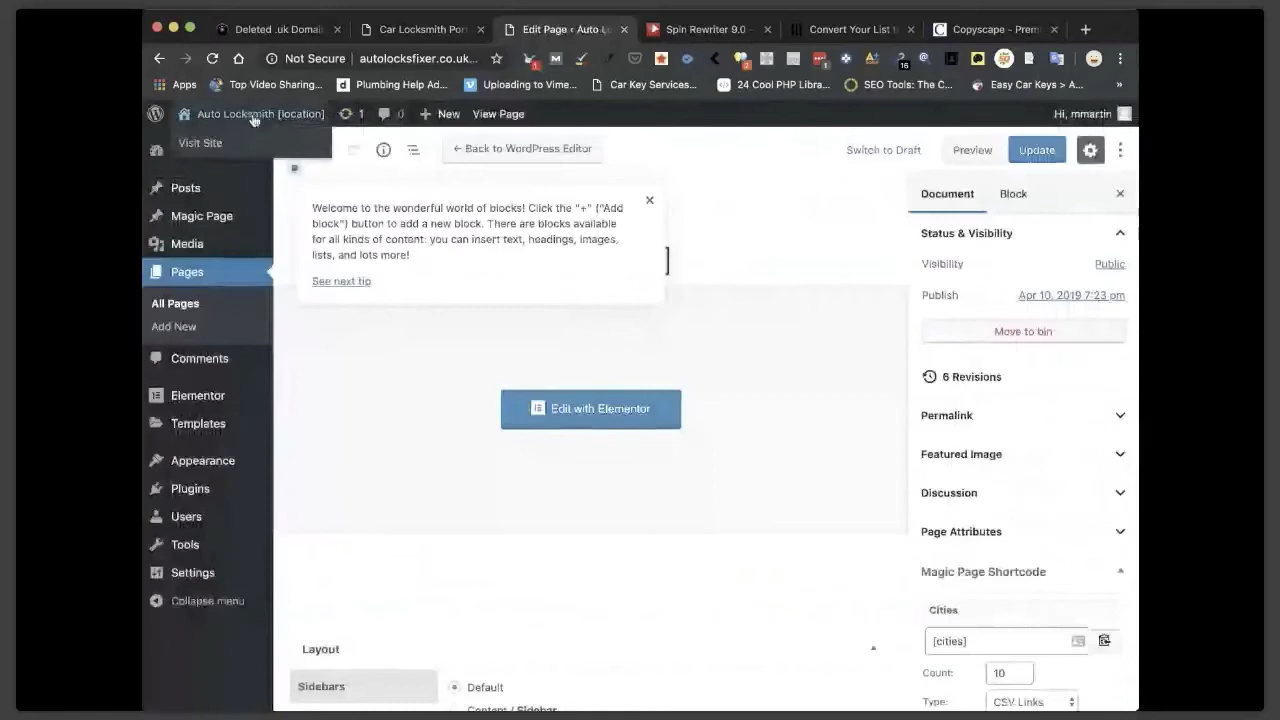 Deleted .uk Domai
Car Locksmith Por
Edit Page ‹ Auto Lo
Spin Rewriter 9.0
Convert Your List t
Copyscape - Prem
Not Secure
autolocksfixer.co.uk...
Apps
Top Video Sharing...
Plumbing Help Ad...
Uploading to Vime...
Car Key Services...
24 Cool PHP Libra...
SEO Tools: The C...
Easy Car Keys > A...
»
Auto Locksmith [location]
1
0
New
View Page
Hi, mmartin
Visit Site
← Back to WordPress Editor
Switch to Draft
Preview
Update
Posts
Magic Page
Media
Pages
All Pages
Add New
Comments
Elementor
Templates
Appearance
Plugins
Users
Tools
Settings
Collapse menu
Welcome to the wonderful world of blocks! Click the "+" ("Add
block") button to add a new block. There are blocks available
for all kinds of content: you can insert text, headings, images,
lists, and lots more!
See next tip
Edit with Elementor
Layout
Sidebars
Default
Content / Sidebar
Document
Block
Status & Visibility
Visibility
Public
Publish
Apr 10, 2019 7:23 pm
Move to bin
6 Revisions
Permalink
Featured Image
Discussion
Page Attributes
Magic Page Shortcode
Cities
[cities]
Count:
10
Type:
CSV Links